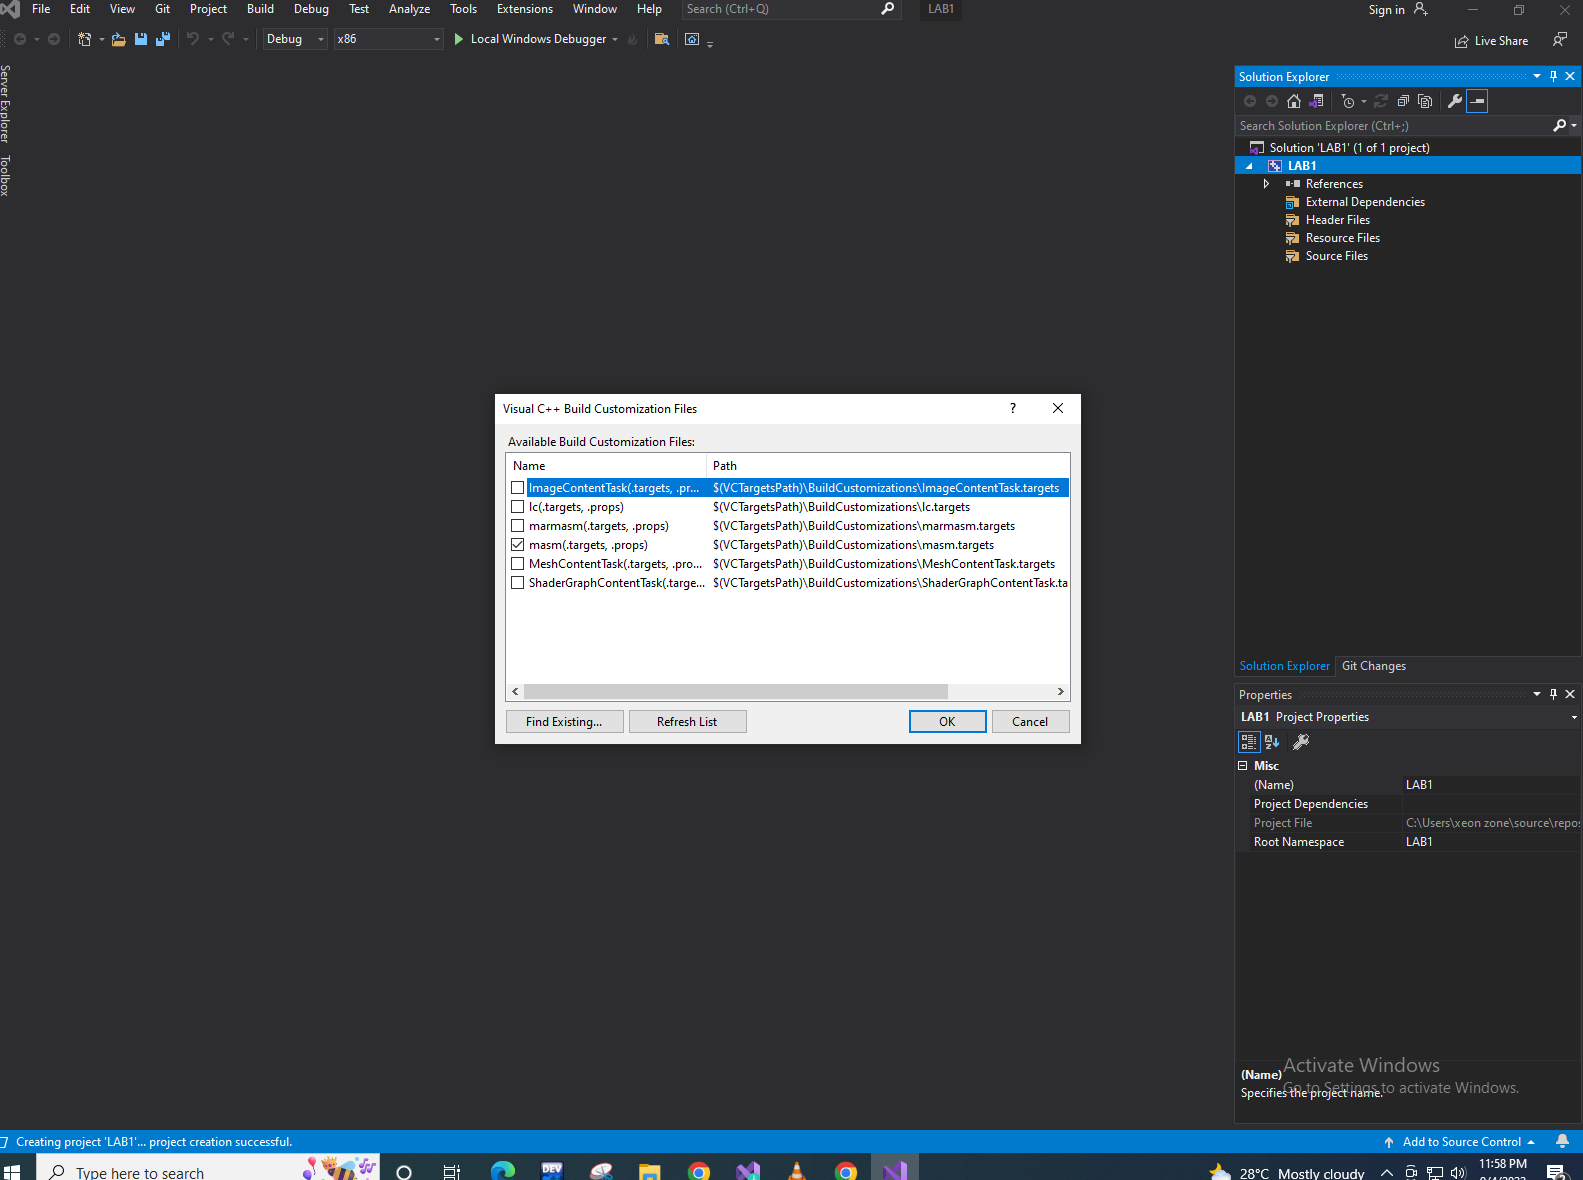 File Edit View Git Project Build Debug Test Analyze Tools Extensions Window Help Search (Ctrl+Q) LAB1 Sign in
Debug x86 Local Windows Debugger Live Share
Server Explorer
Toolbox
Solution Explorer
Search Solution Explorer (Ctrl+;)
Solution 'LAB1' (1 of 1 project)
LAB1
References
External Dependencies
Header Files
Resource Files
Source Files
Visual C++ Build Customization Files ?
Available Build Customization Files:
Name Path
ImageContentTask(.targets, .pr... $(VCTargetsPath)\BuildCustomizations\ImageContentTask.targets
lc(.targets, .props) $(VCTargetsPath)\BuildCustomizations\lc.targets
marmasm(.targets, .props) $(VCTargetsPath)\BuildCustomizations\marmasm.targets
masm(.targets, .props) $(VCTargetsPath)\BuildCustomizations\masm.targets
MeshContentTask(.targets, .pro... $(VCTargetsPath)\BuildCustomizations\MeshContentTask.targets
ShaderGraphContentTask(.targe... $(VCTargetsPath)\BuildCustomizations\ShaderGraphContentTask.ta
Find Existing... Refresh List OK Cancel
Solution Explorer Git Changes
Properties
LAB1 Project Properties
Misc
(Name) LAB1
Project Dependencies
Project File C:\Users\xeon zone\source\repos
Root Namespace LAB1
Activate Windows
Go to Settings to activate Windows.
(Name)
Specifies the project name.
Creating project 'LAB1'... project creation successful. Add to Source Control
Type here to search DEV 28°C Mostly cloudy 11:58 PM